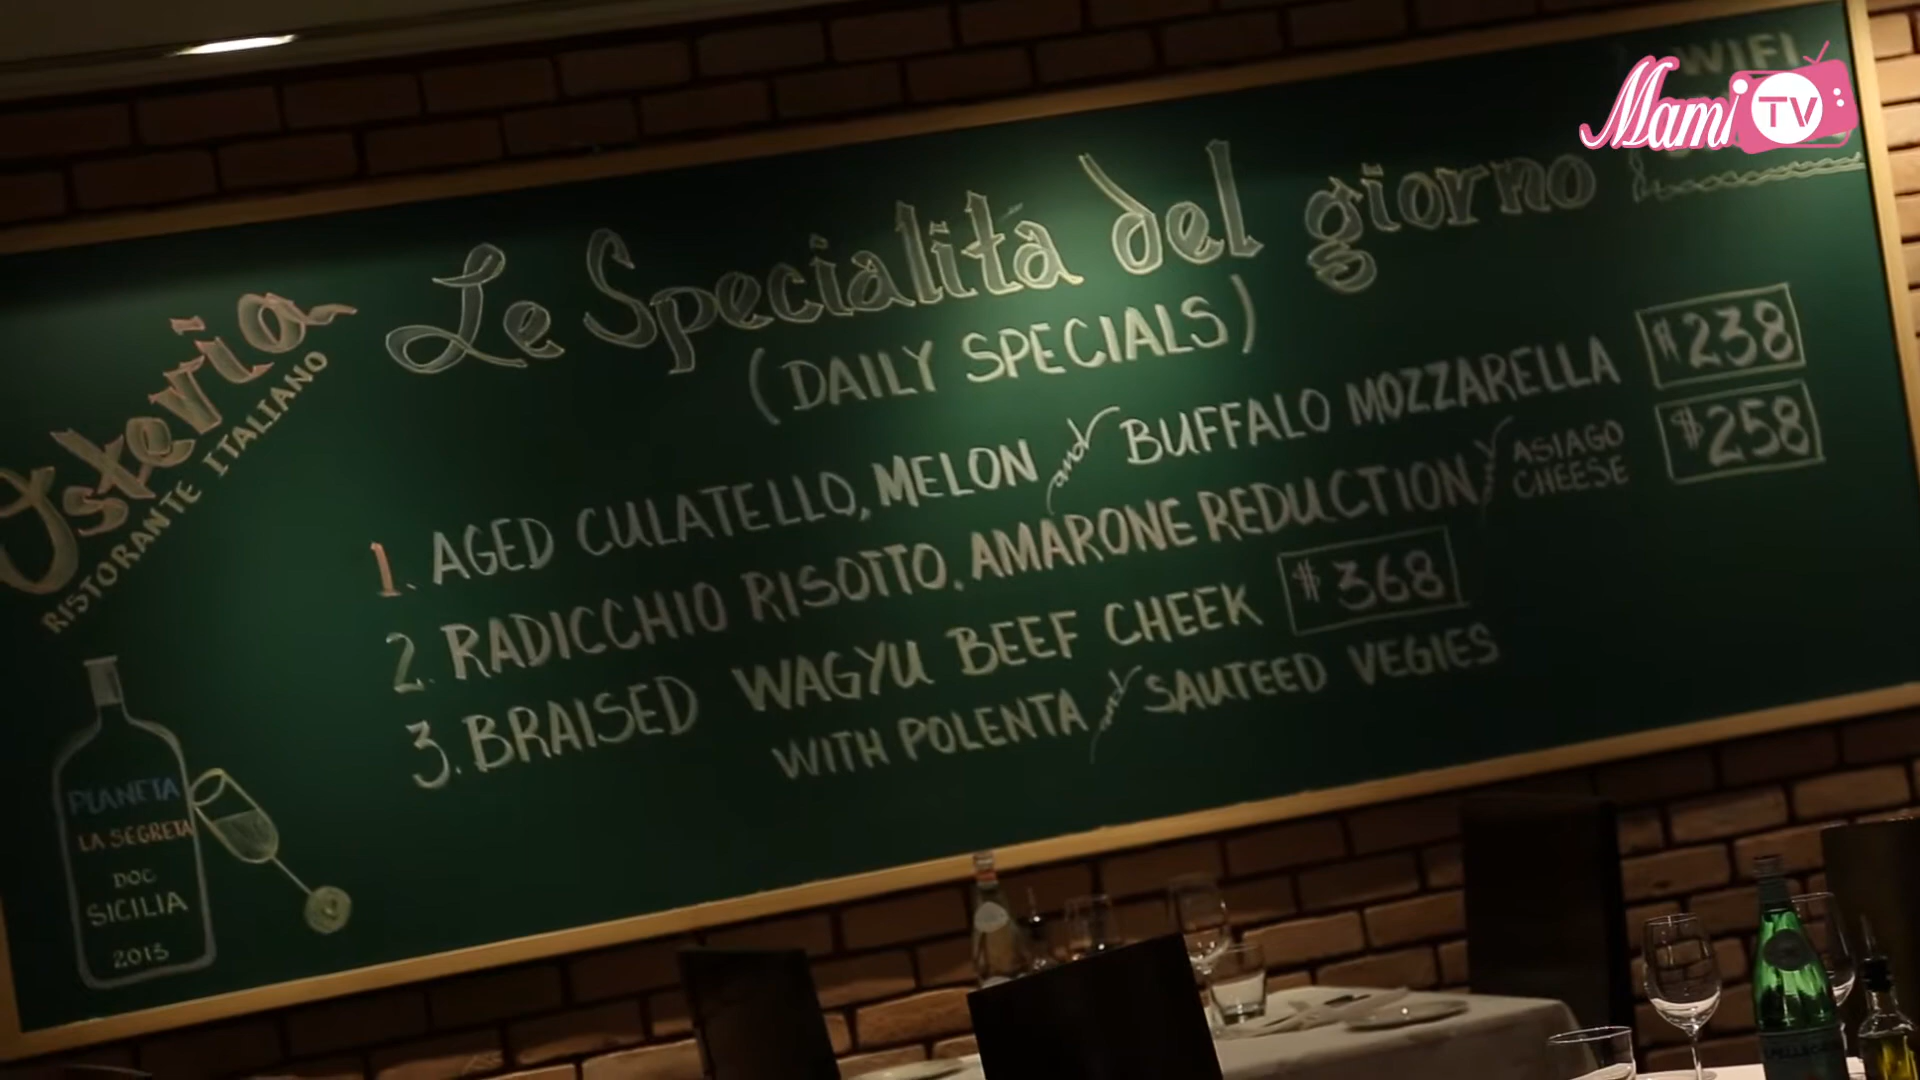 WIFI
Mami TV
Le Specialita del giorno
(DAILY SPECIALS)
Osteria
RISTORANTE ITALIANO
1. AGED CULATELLO, MELON and BUFFALO MOZZARELLA $238
2. RADICCHIO RISOTTO, AMARONE REDUCTION, ASIAGO CHEESE $258
3. BRAISED WAGYU BEEF CHEEK $368
WITH POLENTA and SAUTEED VEGIES
PLANETA
LA SEGRETA
DOC
SICILIA
2015